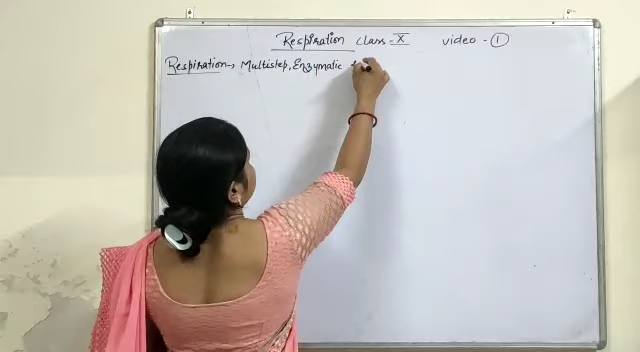 Respiration class - X video - ①
Respiration → Multistep, Enzymatic